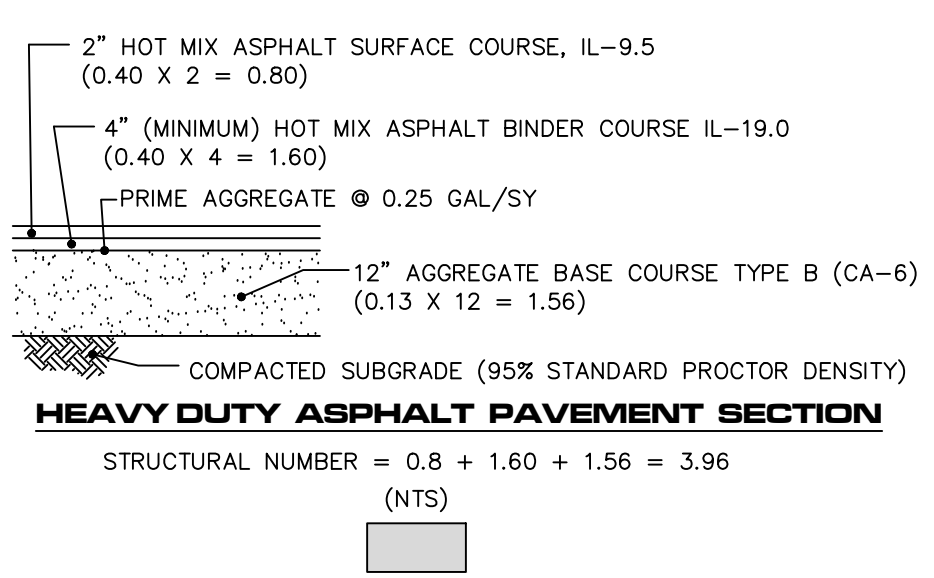 2” HOT MIX ASPHALT SURFACE COURSE, IL–9.5
(0.40 X 2 = 0.80)
4” (MINIMUM) HOT MIX ASPHALT BINDER COURSE IL–19.0
(0.40 X 4 = 1.60)
PRIME AGGREGATE @ 0.25 GAL/SY
12” AGGREGATE BASE COURSE TYPE B (CA–6)
(0.13 X 12 = 1.56)
COMPACTED SUBGRADE (95% STANDARD PROCTOR DENSITY)
HEAVY DUTY ASPHALT PAVEMENT SECTION
STRUCTURAL NUMBER = 0.8 + 1.60 + 1.56 = 3.96
(NTS)